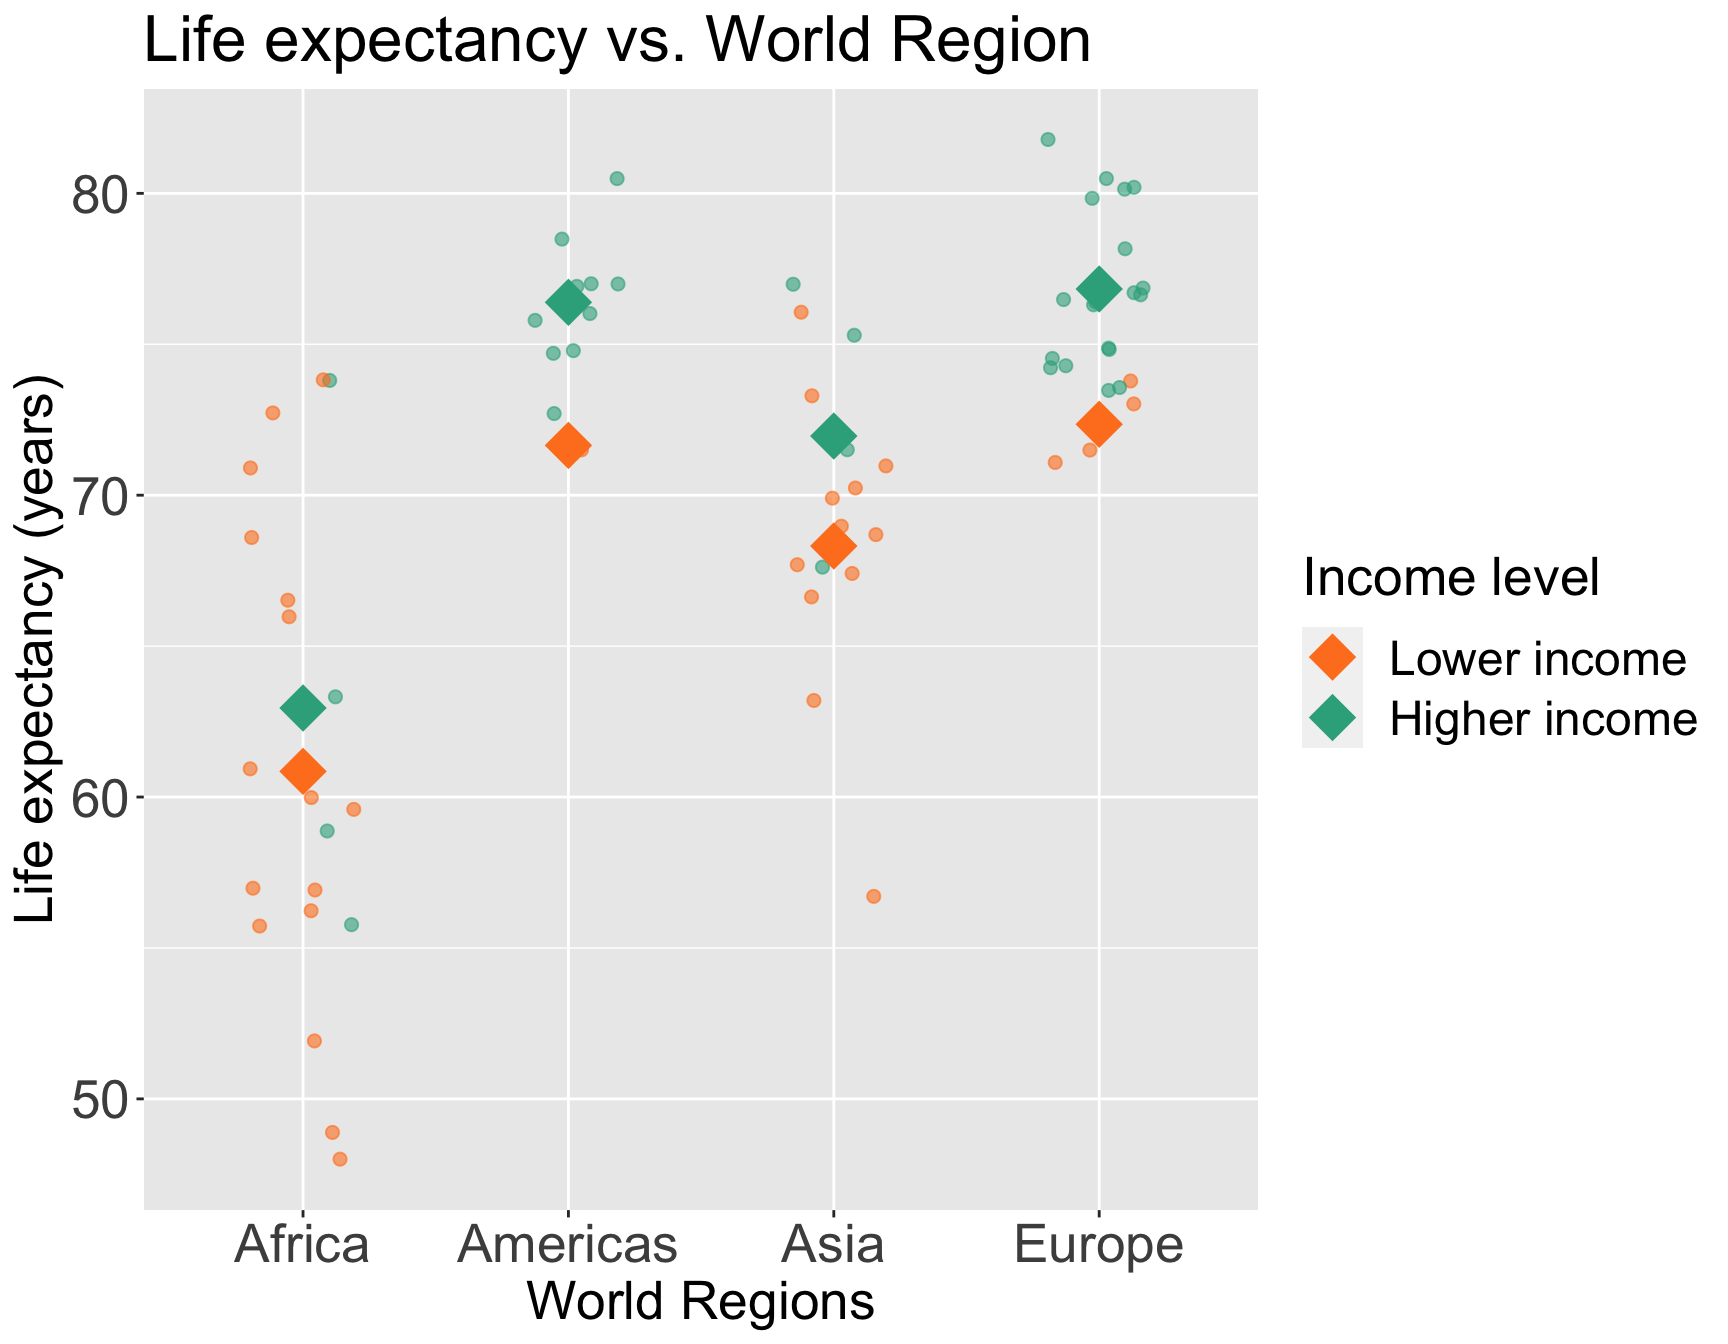 Life expectancy vs. World Region
Life expectancy (years)
80
70
60
50
Africa Americas Asia Europe
World Regions
Income level
Lower income
Higher income